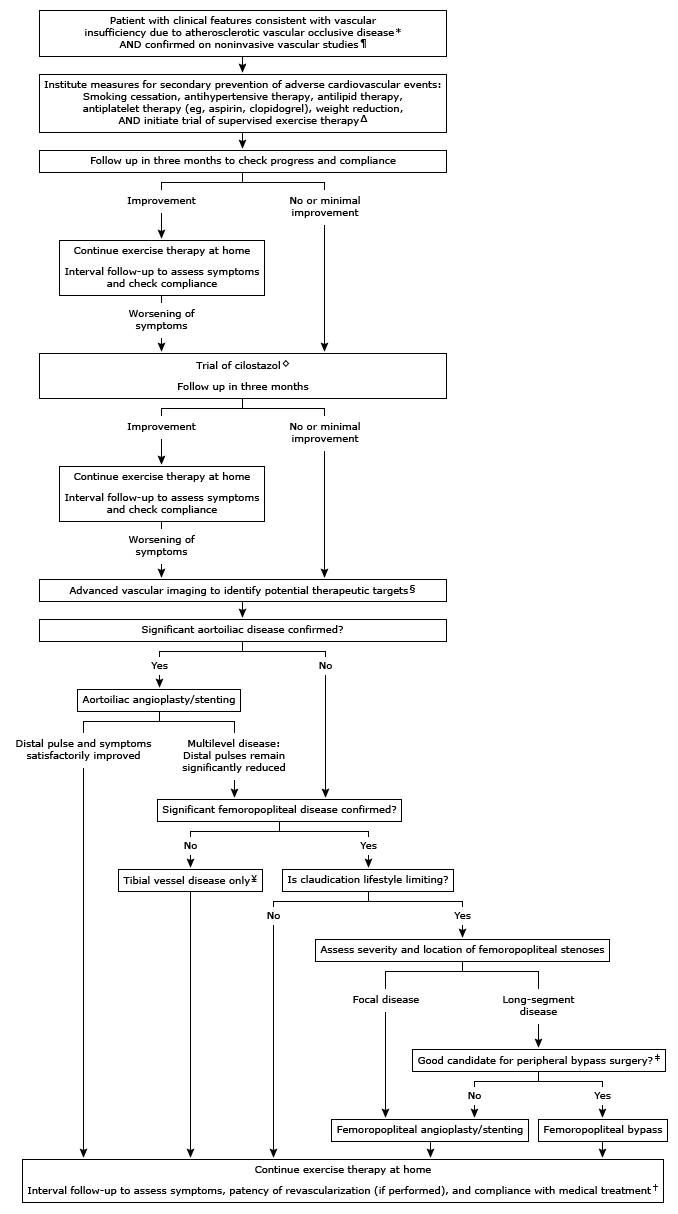 Patient with clinical features consistent with vascular
insufficiency due to atherosclerotic vascular occlusive disease*
AND confirmed on noninvasive vascular studies¶
Institute measures for secondary prevention of adverse cardiovascular events:
Smoking cessation, antihypertensive therapy, antilipid therapy,
antiplatelet therapy (eg, aspirin, clopidogrel), weight reduction,
AND initiate trial of supervised exercise therapyΔ
Follow up in three months to check progress and compliance
Improvement
No or minimal
improvement
Continue exercise therapy at home
Interval follow-up to assess symptoms
and check compliance
Worsening of
symptoms
Trial of cilostazol◇
Follow up in three months
Improvement
No or minimal
improvement
Continue exercise therapy at home
Interval follow-up to assess symptoms
and check compliance
Worsening of
symptoms
Advanced vascular imaging to identify potential therapeutic targets§
Significant aortoiliac disease confirmed?
Yes
No
Aortoiliac angioplasty/stenting
Distal pulse and symptoms
satisfactorily improved
Multilevel disease:
Distal pulses remain
significantly reduced
Significant femoropopliteal disease confirmed?
No
Yes
Tibial vessel disease only¥
Is claudication lifestyle limiting?
No
Yes
Assess severity and location of femoropopliteal stenoses
Focal disease
Long-segment
disease
Good candidate for peripheral bypass surgery?‡
No
Yes
Femoropopliteal angioplasty/stenting
Femoropopliteal bypass
Continue exercise therapy at home
Interval follow-up to assess symptoms, patency of revascularization (if performed), and compliance with medical treatment†